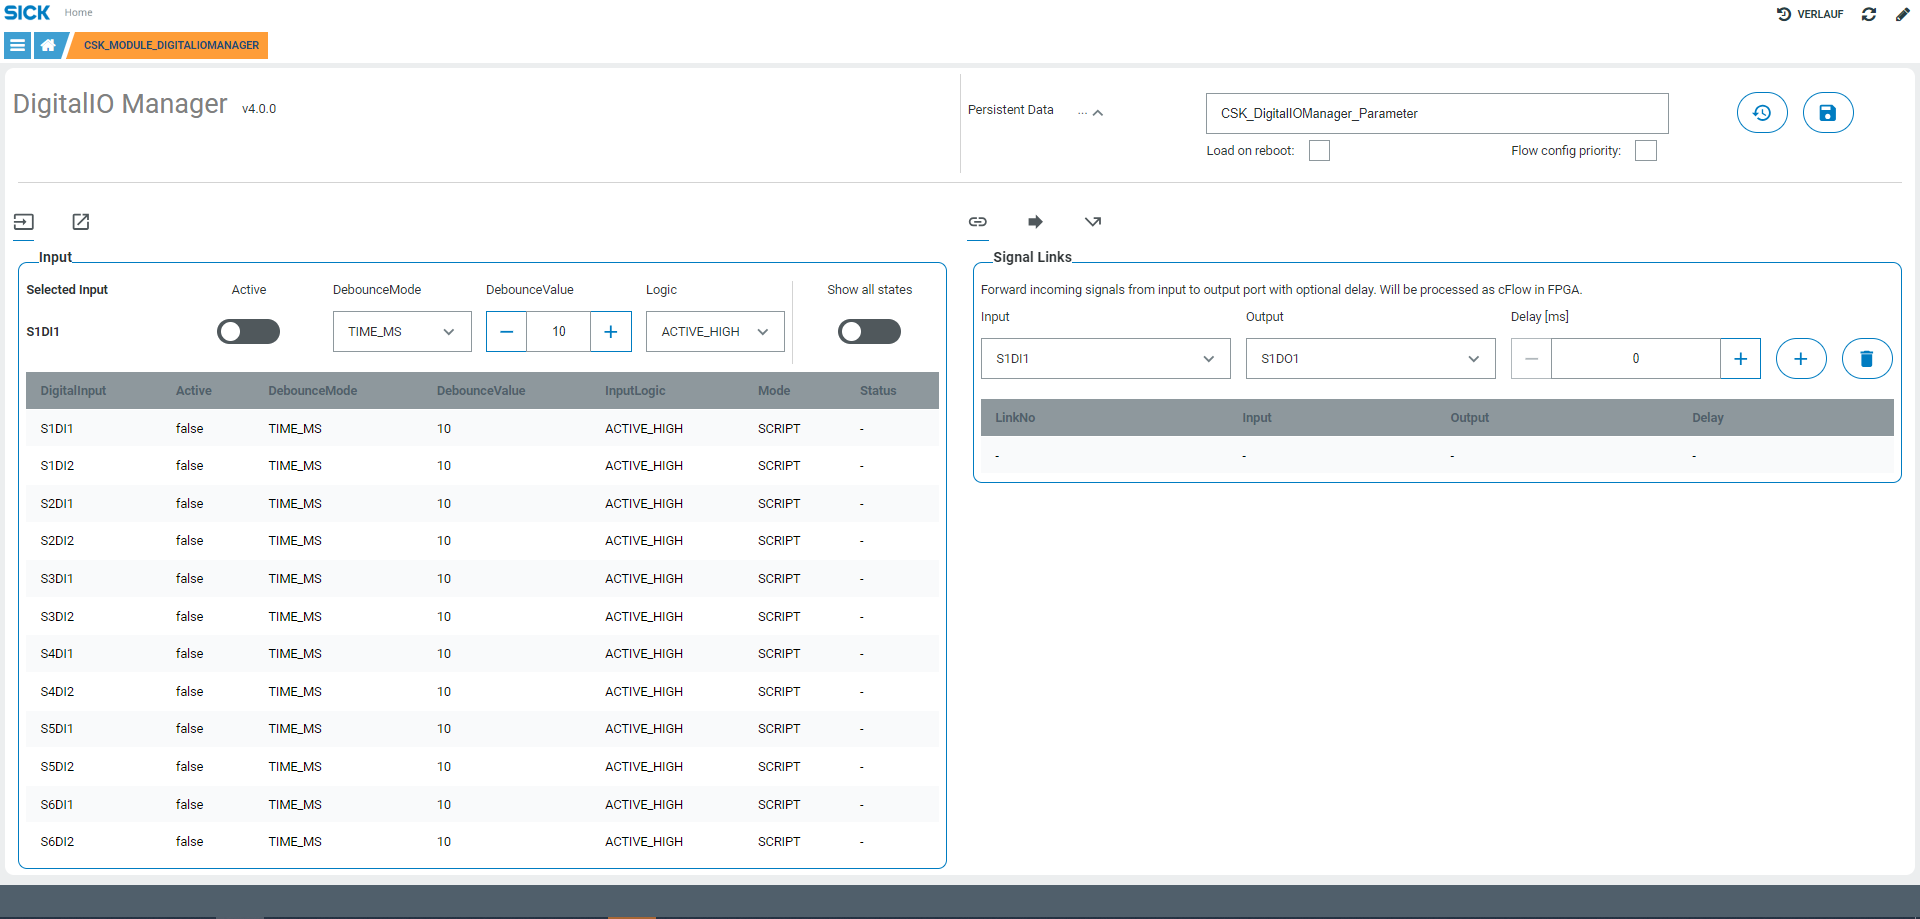 SICK Home VERLAUF
CSK_MODULE_DIGITALIOMANAGER
DigitalIO Manager v4.0.0
Persistent Data ... CSK_DigitalIOManager_Parameter
Load on reboot: Flow config priority:
Input
Selected Input Active DebounceMode DebounceValue Logic Show all states
S1DI1 TIME_MS 10 ACTIVE_HIGH
DigitalInput Active DebounceMode DebounceValue InputLogic Mode Status
S1DI1 false TIME_MS 10 ACTIVE_HIGH SCRIPT -
S1DI2 false TIME_MS 10 ACTIVE_HIGH SCRIPT -
S2DI1 false TIME_MS 10 ACTIVE_HIGH SCRIPT -
S2DI2 false TIME_MS 10 ACTIVE_HIGH SCRIPT -
S3DI1 false TIME_MS 10 ACTIVE_HIGH SCRIPT -
S3DI2 false TIME_MS 10 ACTIVE_HIGH SCRIPT -
S4DI1 false TIME_MS 10 ACTIVE_HIGH SCRIPT -
S4DI2 false TIME_MS 10 ACTIVE_HIGH SCRIPT -
S5DI1 false TIME_MS 10 ACTIVE_HIGH SCRIPT -
S5DI2 false TIME_MS 10 ACTIVE_HIGH SCRIPT -
S6DI1 false TIME_MS 10 ACTIVE_HIGH SCRIPT -
S6DI2 false TIME_MS 10 ACTIVE_HIGH SCRIPT -
Signal Links
Forward incoming signals from input to output port with optional delay. Will be processed as cFlow in FPGA.
Input Output Delay [ms]
S1DI1 S1DO1 0
LinkNo Input Output Delay
- - - -